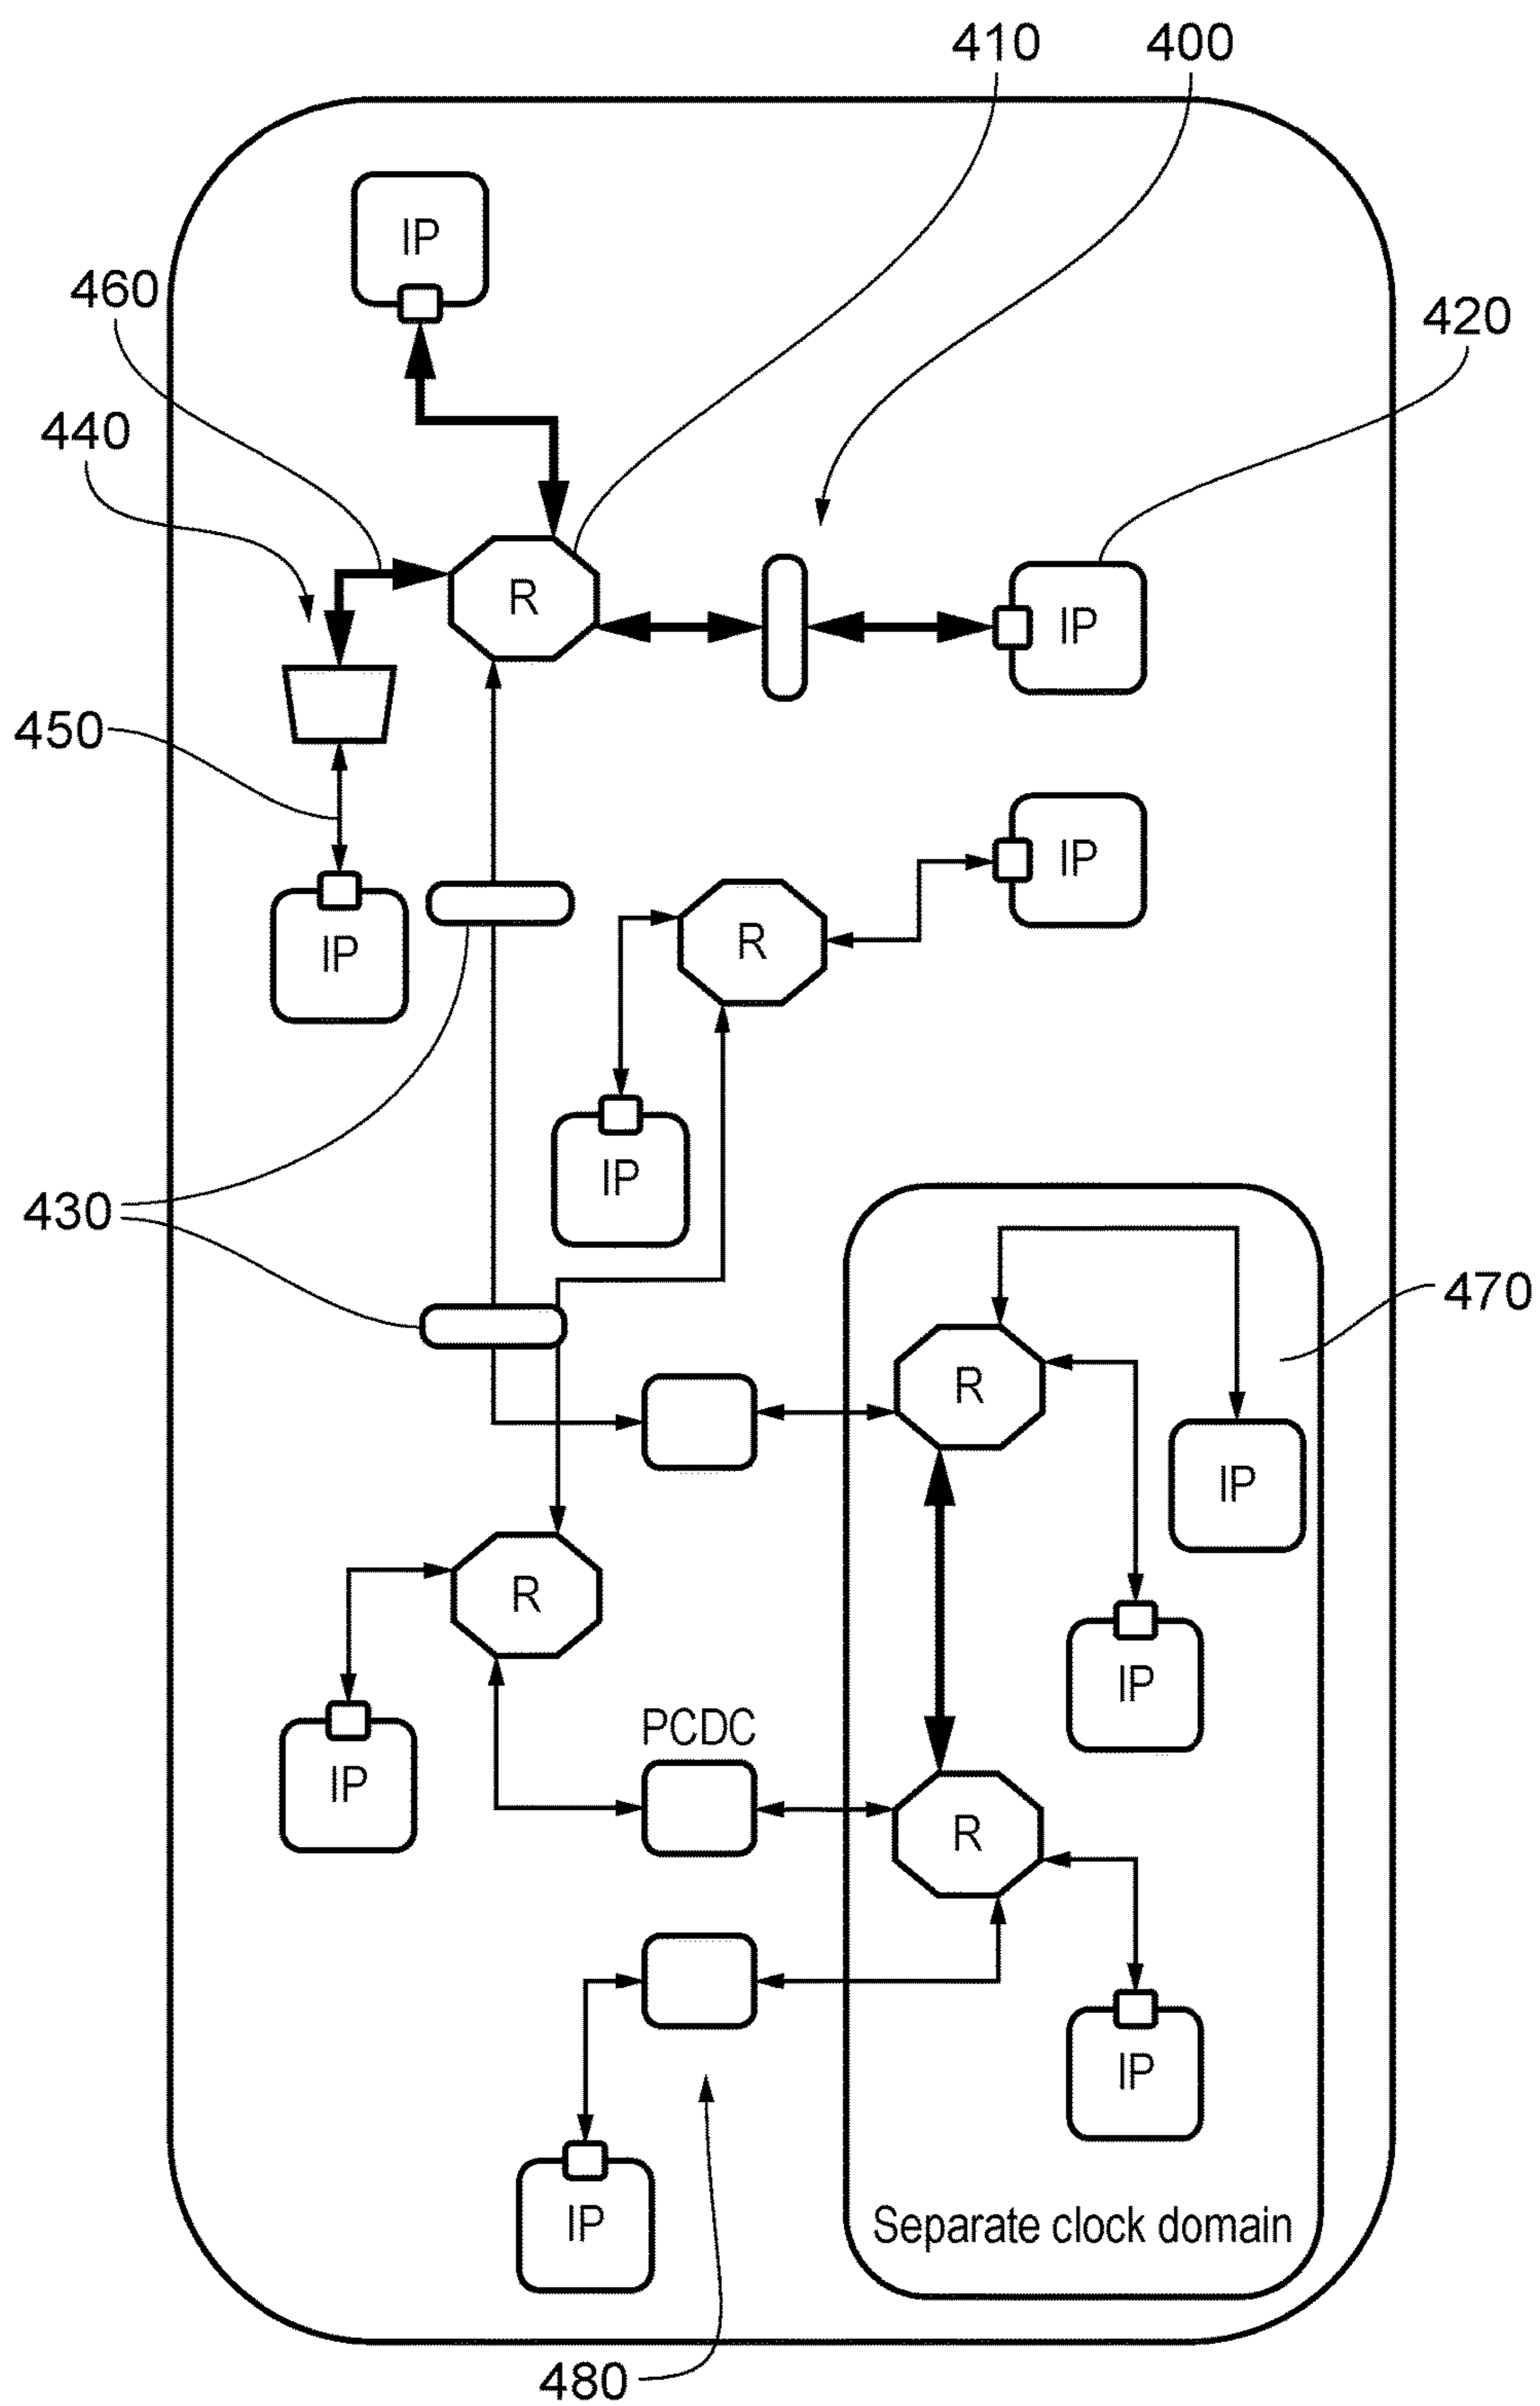 410 400
IP
460
420
440
R
IP
450
IP
IP
R
IP
430
470
R
IP
R
IP
PCDC
IP
R
IP
IP
Separate clock domain
480